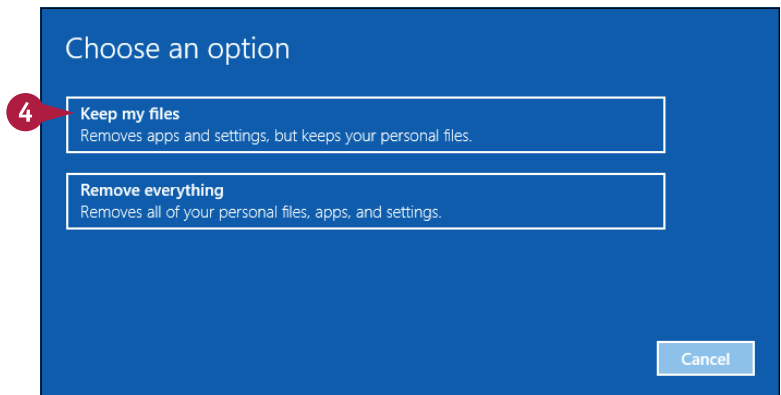 Choose an option
4
Keep my files
Removes apps and settings, but keeps your personal files.
Remove everything
Removes all of your personal files, apps, and settings.
Cancel